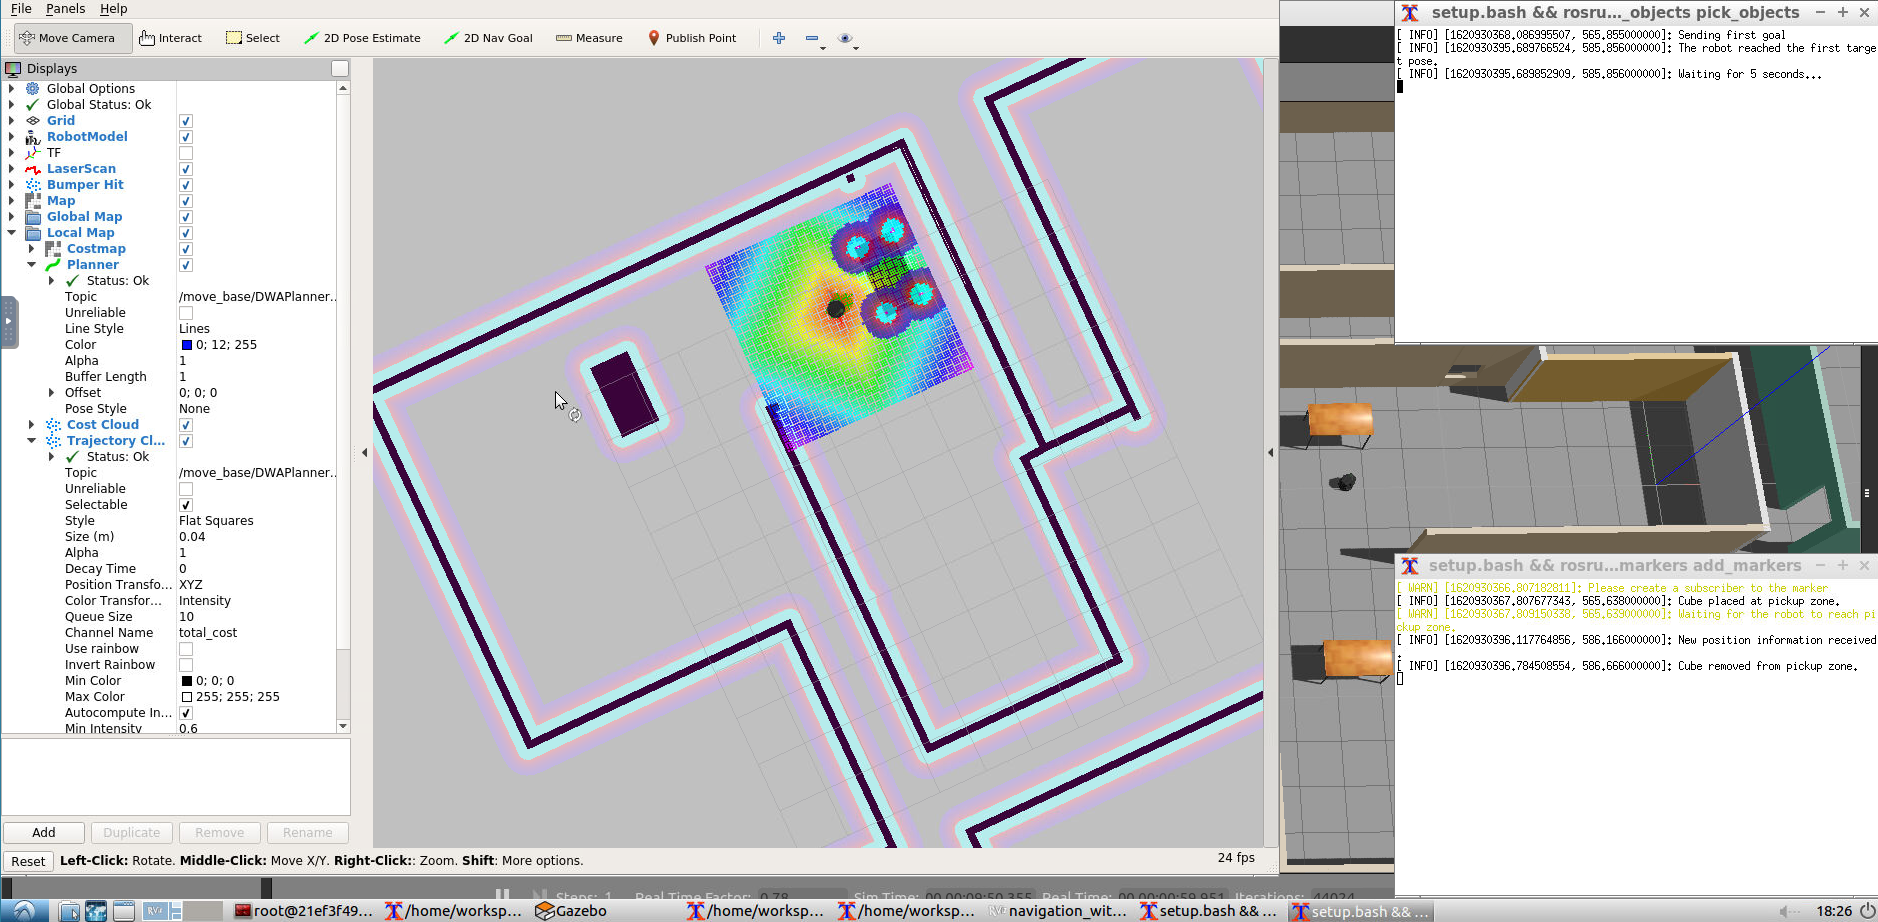 File Panels Help
Move Camera Interact Select 2D Pose Estimate 2D Nav Goal Measure Publish Point
Displays
Global Options
Global Status: Ok
Grid
RobotModel
TF
LaserScan
Bumper Hit
Map
Global Map
Local Map
Costmap
Planner
Status: Ok
Topic /move_base/DWAPlanner...
Unreliable
Line Style Lines
Color 0; 12; 255
Alpha 1
Buffer Length 1
Offset 0; 0; 0
Pose Style None
Cost Cloud
Trajectory Cl...
Status: Ok
Topic /move_base/DWAPlanner...
Unreliable
Selectable
Style Flat Squares
Size (m) 0.04
Alpha 1
Decay Time 0
Position Transfo... XYZ
Color Transfor... Intensity
Queue Size 10
Channel Name total_cost
Use rainbow
Invert Rainbow
Min Color 0; 0; 0
Max Color 255; 255; 255
Autocompute In...
Min Intensity 0.6
Add Duplicate Remove Rename
Reset Left-Click: Rotate. Middle-Click: Move X/Y. Right-Click:: Zoom. Shift: More options.
24 fps
setup.bash && rosru..._objects pick_objects
[ INFO] [1620930368.086995507, 565.855000000]: Sending first goal
[ INFO] [1620930395.689766524, 585.856000000]: The robot reached the first targe
t pose.
[ INFO] [1620930395.689852909, 585.856000000]: Waiting for 5 seconds...
setup.bash && rosru...markers add_markers
[ WARN] [1620930366.807182811]: Please create a subscriber to the marker
[ INFO] [1620930367.807677343, 565.638000000]: Cube placed at pickup zone.
[ WARN] [1620930367.809150338, 565.639000000]: Waiting for the robot to reach pi
ckup zone.
[ INFO] [1620930396.117764856, 586.166000000]: New position information received
.
[ INFO] [1620930396.784508554, 586.666000000]: Cube removed from pickup zone.
Steps: 1 Real Time Factor: 0.78 Sim Time: 00 00:09:59.355 Real Time: 00 00:09:59.951 Iterations: 44024
root@21ef3f49... /home/worksp... Gazebo /home/worksp... /home/worksp... RViz navigation_wit... setup.bash && ... setup.bash && ... 18:26